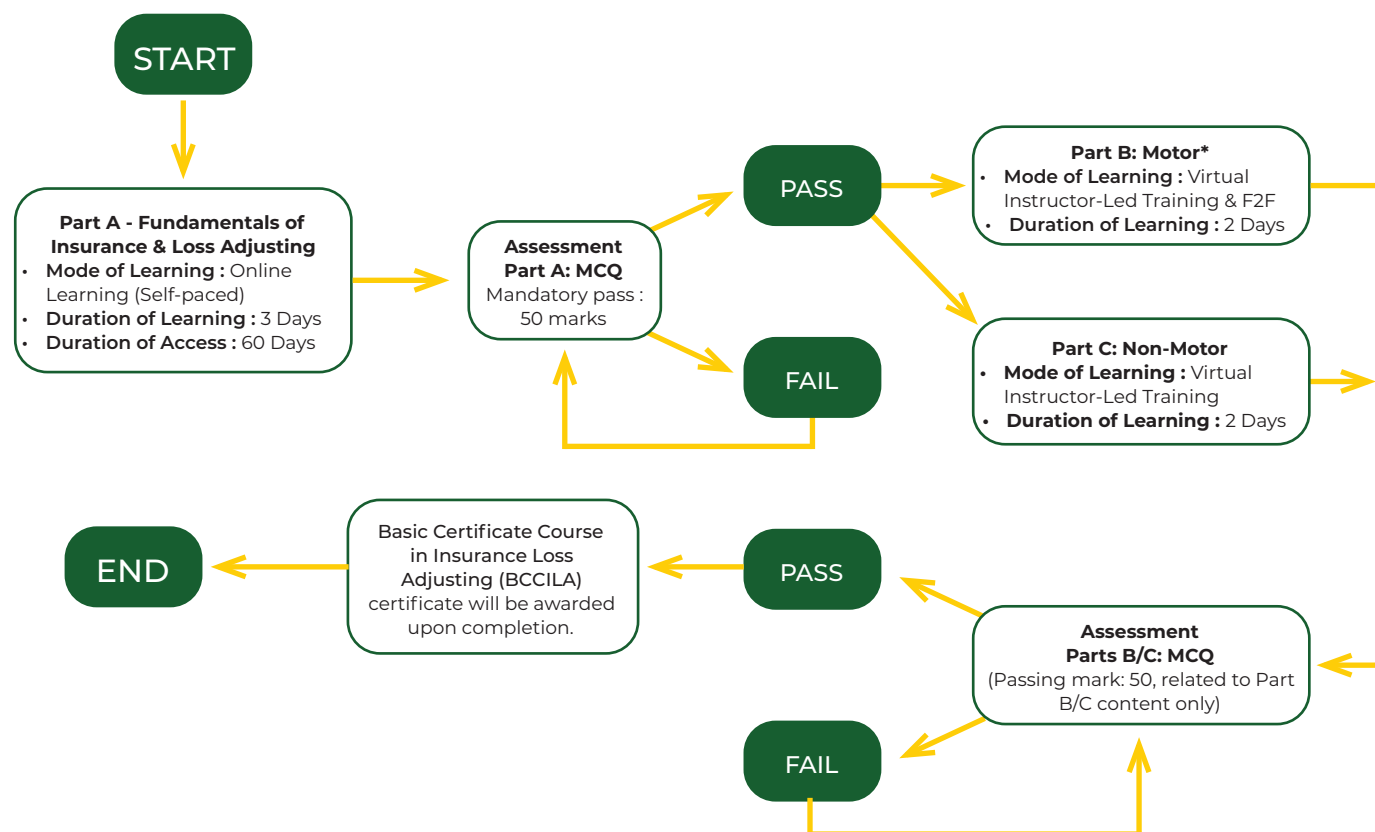 START
Part A - Fundamentals of
Insurance & Loss Adjusting
• Mode of Learning : Online
Learning (Self-paced)
• Duration of Learning : 3 Days
• Duration of Access : 60 Days
Assessment
Part A: MCQ
Mandatory pass :
50 marks
PASS
FAIL
Part B: Motor*
• Mode of Learning : Virtual
Instructor-Led Training & F2F
• Duration of Learning : 2 Days
Part C: Non-Motor
• Mode of Learning : Virtual
Instructor-Led Training
• Duration of Learning : 2 Days
Assessment
Parts B/C: MCQ
(Passing mark: 50, related to Part
B/C content only)
PASS
FAIL
Basic Certificate Course
in Insurance Loss
Adjusting (BCCILA)
certificate will be awarded
upon completion.
END